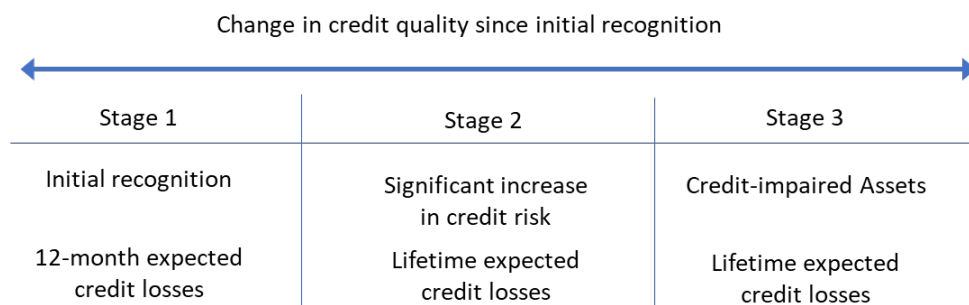 Change in credit quality since initial recognition
Stage 1
Stage 2
Stage 3
Initial recognition
Significant increase
in credit risk
Credit-impaired Assets
12-month expected
credit losses
Lifetime expected
credit losses
Lifetime expected
credit losses